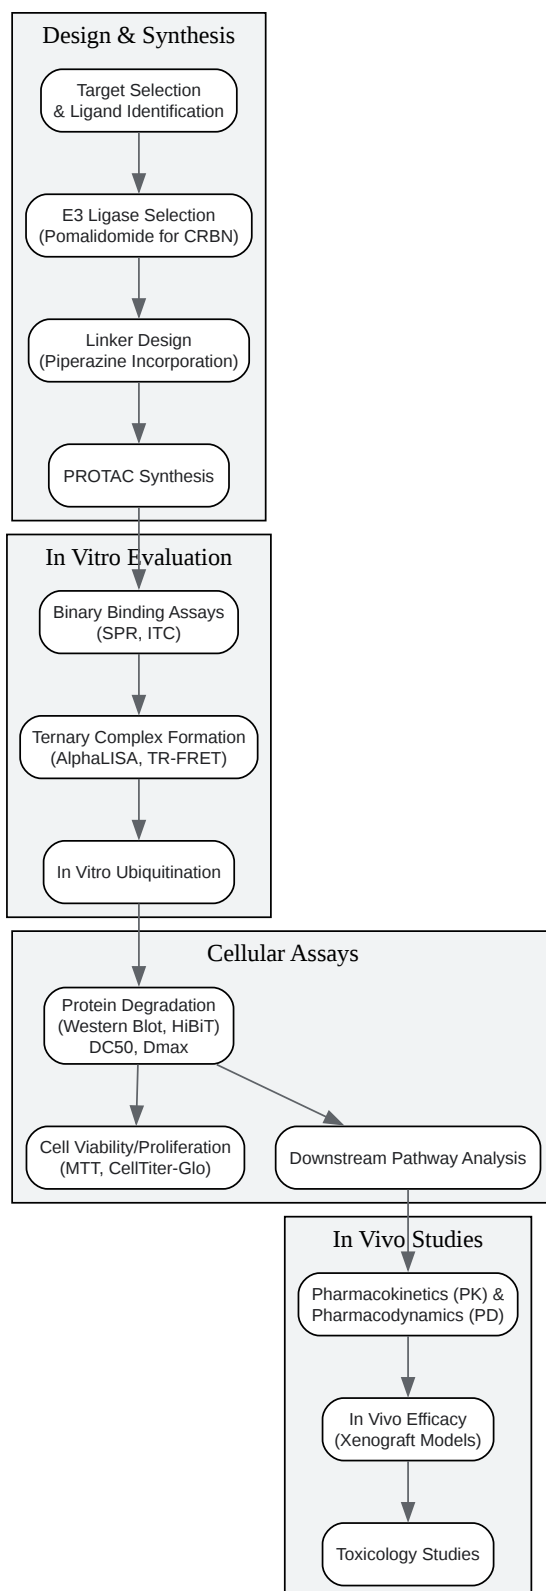 Design & Synthesis
Target Selection
& Ligand Identification
E3 Ligase Selection
(Pomalidomide for CRBN)
Linker Design
(Piperazine Incorporation)
PROTAC Synthesis
In Vitro Evaluation
Binary Binding Assays
(SPR, ITC)
Ternary Complex Formation
(AlphaLISA, TR-FRET)
In Vitro Ubiquitination
Cellular Assays
Protein Degradation
(Western Blot, HiBiT)
DC50, Dmax
Cell Viability/Proliferation
(MTT, CellTiter-Glo)
Downstream Pathway Analysis
In Vivo Studies
Pharmacokinetics (PK) &
Pharmacodynamics (PD)
In Vivo Efficacy
(Xenograft Models)
Toxicology Studies